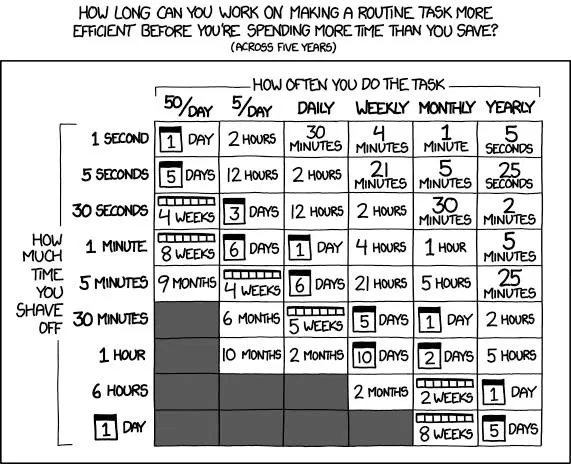 HOW LONG CAN YOU WORK ON MAKING A ROUTINE TASK MORE
EFFICIENT BEFORE YOU'RE SPENDING MORE TIME THAN YOU SAVE?
(ACROSS FIVE YEARS)
HOW OFTEN YOU DO THE TASK
50/DAY 5/DAY DAILY WEEKLY MONTHLY YEARLY
HOW MUCH TIME YOU SHAVE OFF
1 SECOND 1 DAY 2 HOURS 30 MINUTES 4 MINUTES 1 MINUTE 5 SECONDS
5 SECONDS 5 DAYS 12 HOURS 2 HOURS 21 MINUTES 5 MINUTES 25 SECONDS
30 SECONDS 4 WEEKS 3 DAYS 12 HOURS 2 HOURS 30 MINUTES 2 MINUTES
1 MINUTE 8 WEEKS 6 DAYS 1 DAY 4 HOURS 1 HOUR 5 MINUTES
5 MINUTES 9 MONTHS 4 WEEKS 6 DAYS 21 HOURS 5 HOURS 25 MINUTES
30 MINUTES 6 MONTHS 5 WEEKS 5 DAYS 1 DAY 2 HOURS
1 HOUR 10 MONTHS 2 MONTHS 10 DAYS 2 DAYS 5 HOURS
6 HOURS 2 MONTHS 2 WEEKS 1 DAY
1 DAY 8 WEEKS 5 DAYS